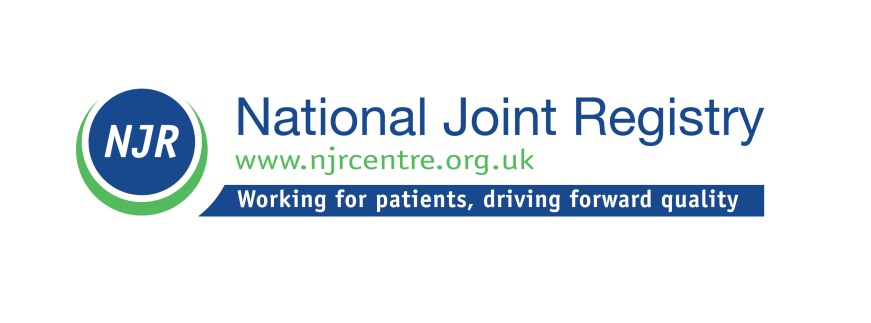 NJR
National Joint Registry
www.njrcentre.org.uk
Working for patients, driving forward quality